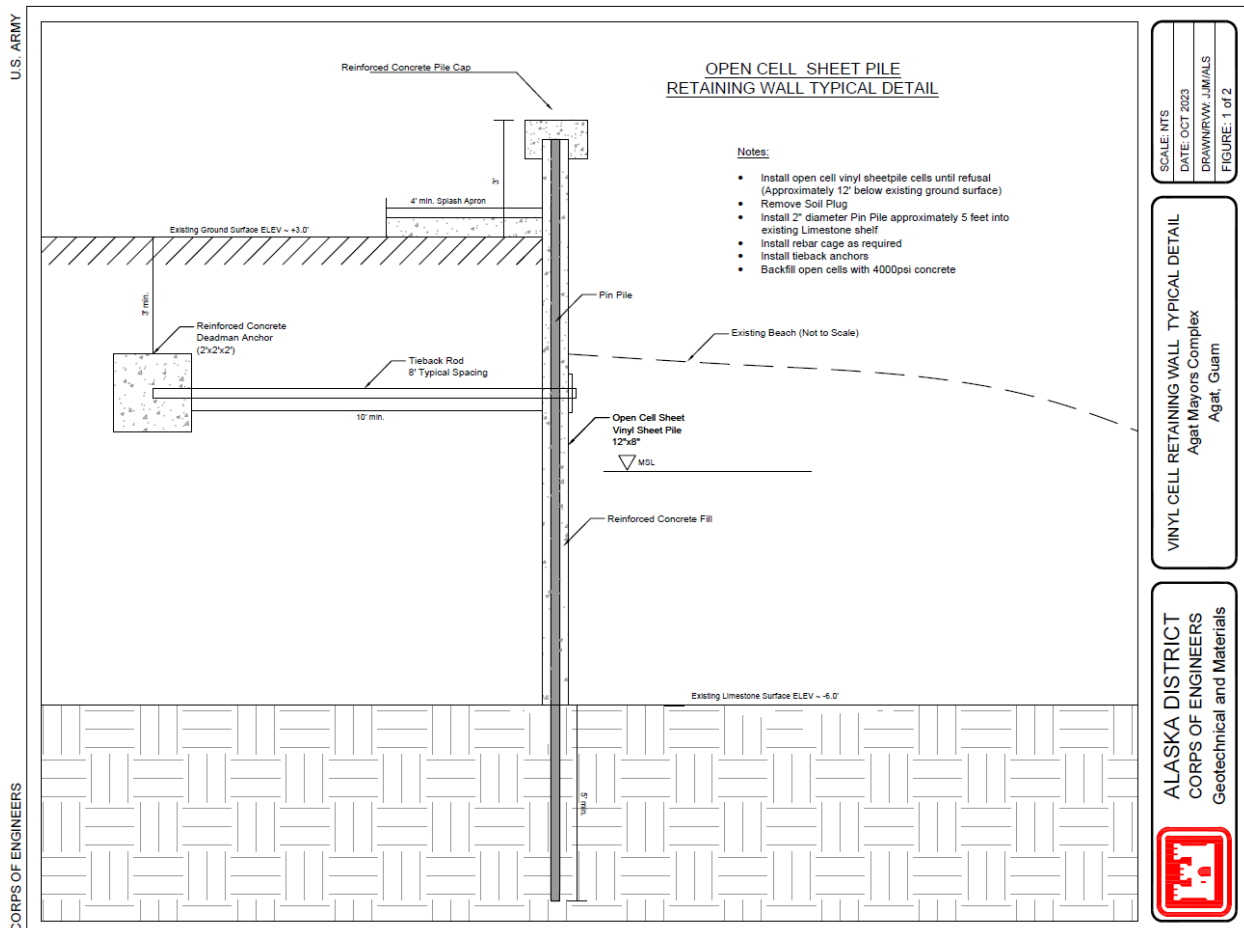 U.S. ARMY
CORPS OF ENGINEERS
OPEN CELL SHEET PILE
RETAINING WALL TYPICAL DETAIL
Reinforced Concrete Pile Cap
Notes:
• Install open cell vinyl sheetpile cells until refusal
(Approximately 12' below existing ground surface)
• Remove Soil Plug
• Install 2" diameter Pin Pile approximately 5 feet into
existing Limestone shelf
• Install rebar cage as required
• Install tieback anchors
• Backfill open cells with 4000psi concrete
3'
4' min. Splash Apron
Existing Ground Surface ELEV ~ +3.0'
3' min.
Pin Pile
Reinforced Concrete
Deadman Anchor
(2'x2'x2')
Existing Beach (Not to Scale)
Tieback Rod
8' Typical Spacing
10' min.
Open Cell Sheet
Vinyl Sheet Pile
12"x8"
MSL
Reinforced Concrete Fill
Existing Limestone Surface ELEV ~ -6.0'
5' min.
SCALE: NTS
DATE: OCT 2023
DRAWN/RVW: JJM/ALS
FIGURE: 1 of 2
VINYL CELL RETAINING WALL TYPICAL DETAIL
Agat Mayors Complex
Agat, Guam
ALASKA DISTRICT
CORPS OF ENGINEERS
Geotechnical and Materials